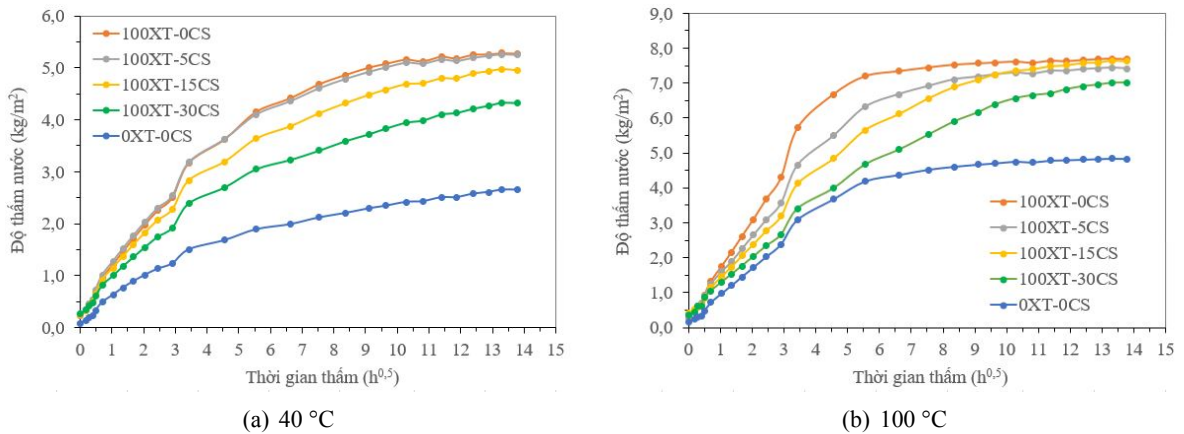 6,0
5,0
4,0
3,0
2,0
1,0
0,0
Độ thấm nước (kg/m²)
100XT-0CS
100XT-5CS
100XT-15CS
100XT-30CS
0XT-0CS
0 1 2 3 4 5 6 7 8 9 10 11 12 13 14 15
Thời gian thấm (h⁰,⁵)
(a) 40 °C
9,0
8,0
7,0
6,0
5,0
4,0
3,0
2,0
1,0
0,0
Độ thấm nước (kg/m²)
100XT-0CS
100XT-5CS
100XT-15CS
100XT-30CS
0XT-0CS
0 1 2 3 4 5 6 7 8 9 10 11 12 13 14 15
Thời gian thấm (h⁰,⁵)
(b) 100 °C